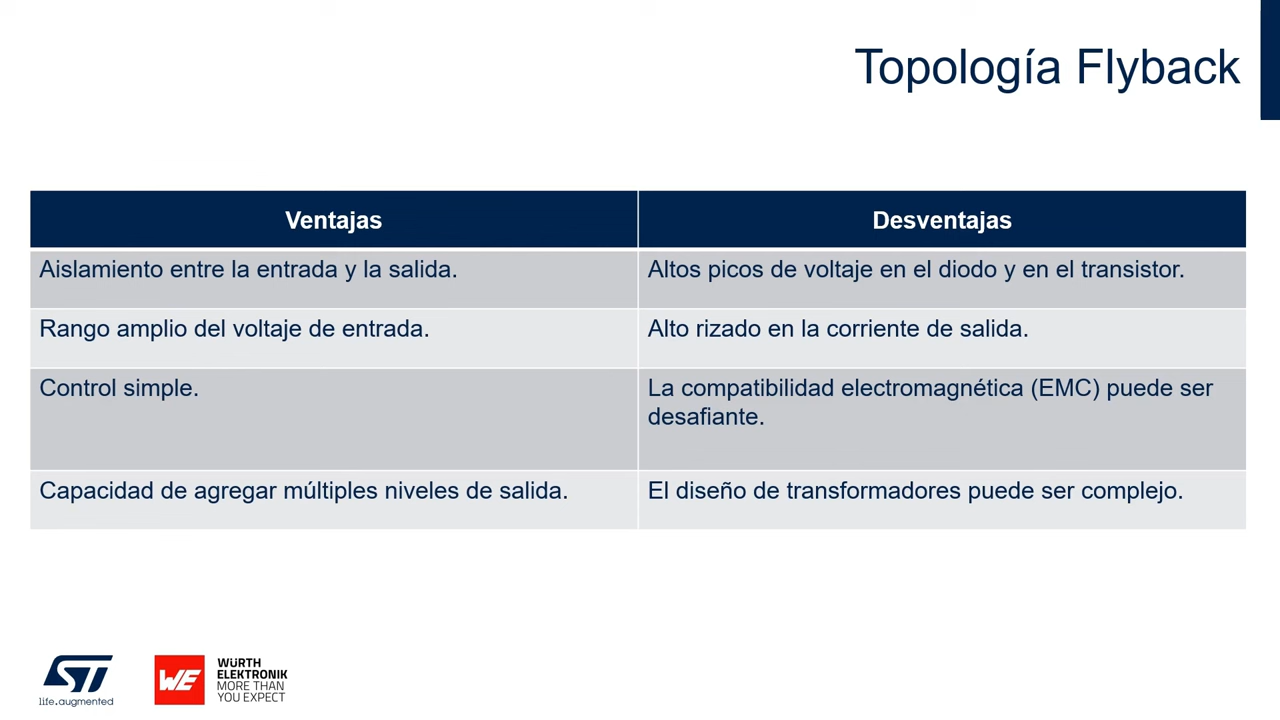 Topología Flyback
Ventajas
Desventajas
Aislamiento entre la entrada y la salida.
Altos picos de voltaje en el diodo y en el transistor.
Rango amplio del voltaje de entrada.
Alto rizado en la corriente de salida.
Control simple.
La compatibilidad electromagnética (EMC) puede ser
desafiante.
Capacidad de agregar múltiples niveles de salida.
El diseño de transformadores puede ser complejo.
ST
life.augmented
WE
WÜRTH
ELEKTRONIK
MORE THAN
YOU EXPECT